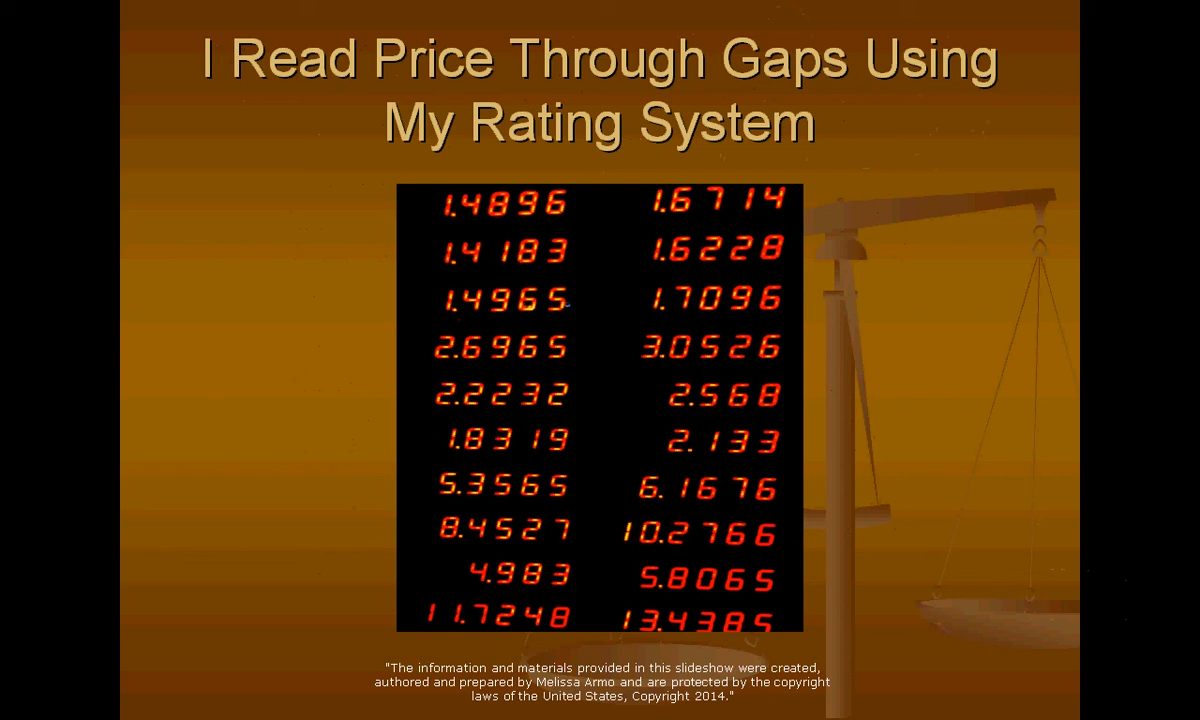 I Read Price Through Gaps Using
My Rating System
1.4896 1.6714
1.4183 1.6228
1.4965 1.7096
2.6965 3.0526
2.2232 2.568
1.8319 2.133
5.3565 6.1676
8.4527 10.2766
4.983 5.8065
11.7248 13.4385
"The information and materials provided in this slideshow were created,
authored and prepared by Melissa Armo and are protected by the copyright
laws of the United States, Copyright 2014."